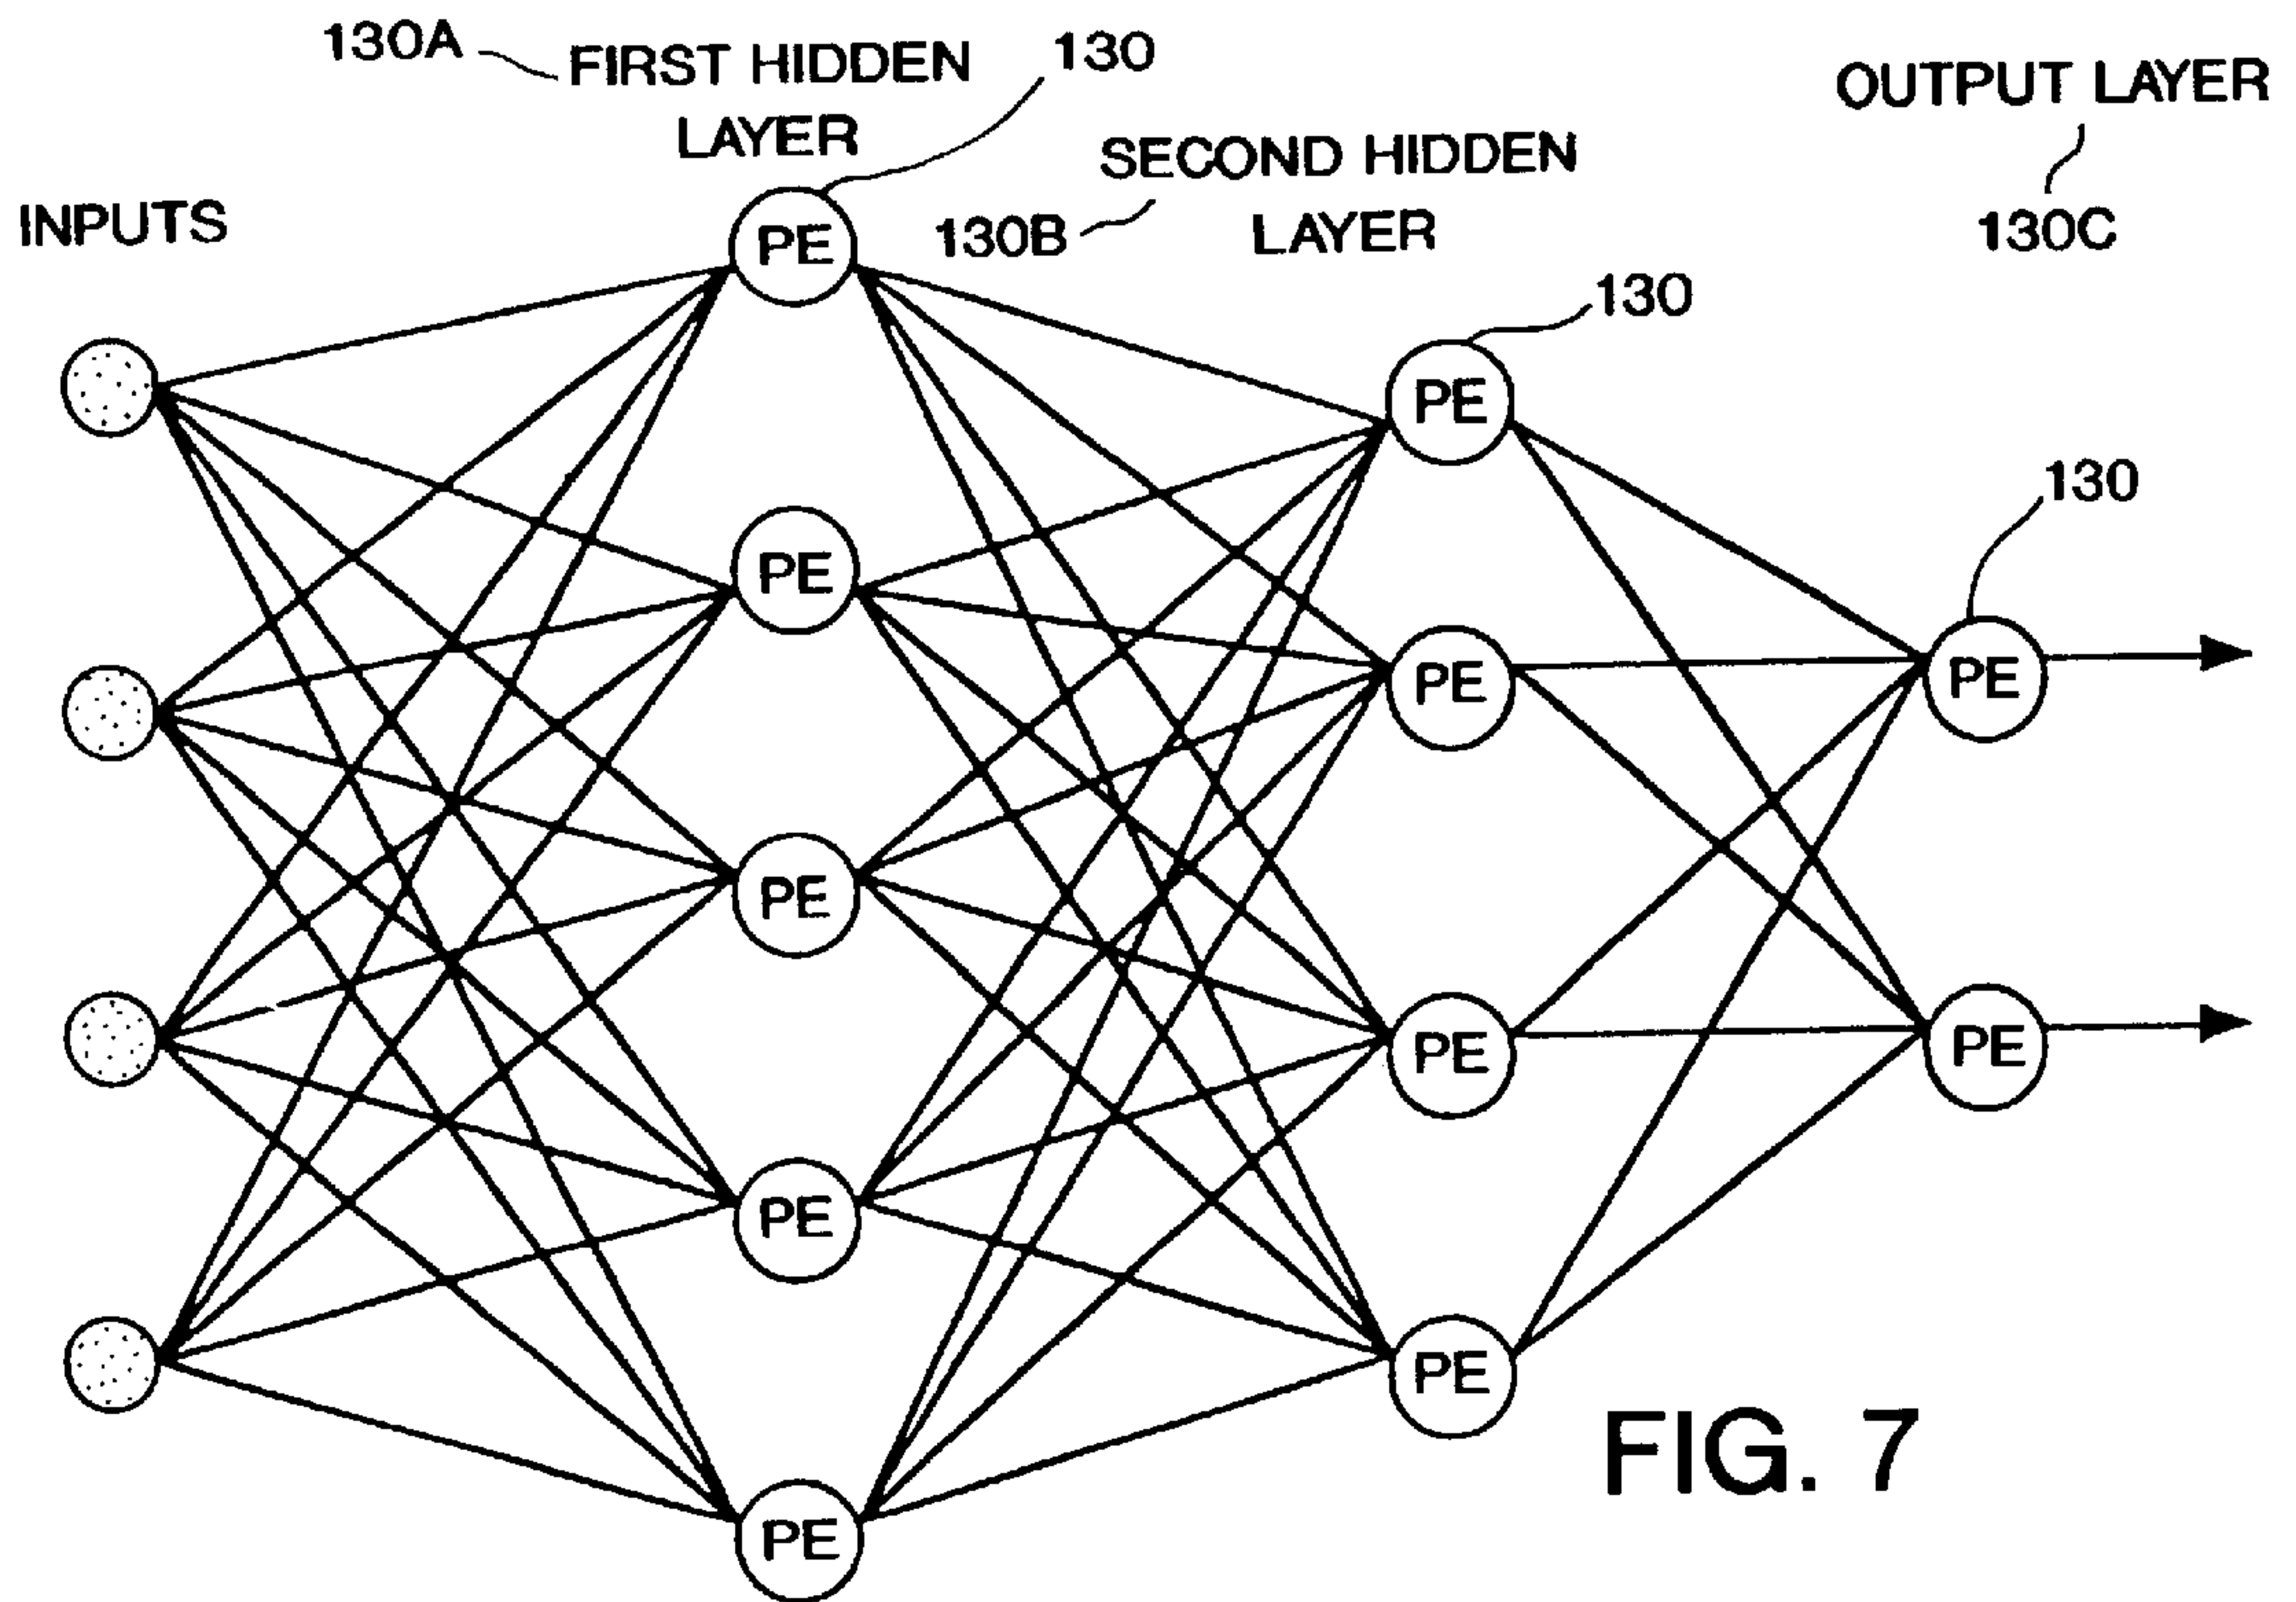 130A
FIRST HIDDEN
LAYER
130
SECOND HIDDEN
LAYER
130B
OUTPUT LAYER
130C
INPUTS
130
130
PE
PE
PE
PE
PE
PE
PE
PE
PE
PE
PE
FIG. 7